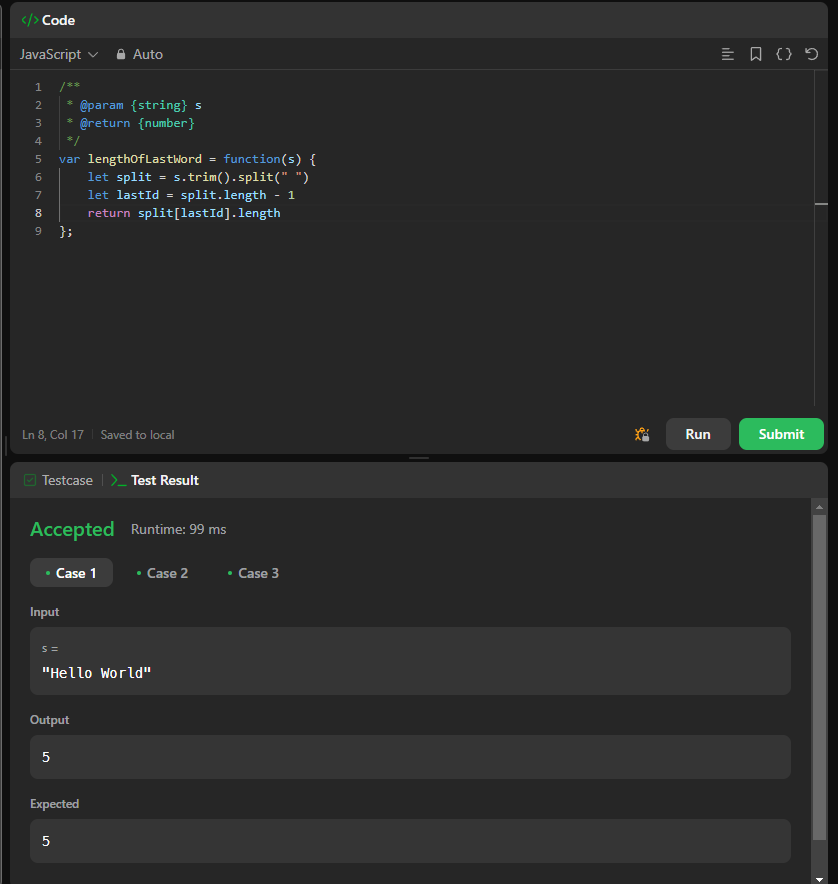 </> Code
JavaScript Auto
1 /**
2  * @param {string} s
3  * @return {number}
4  */
5 var lengthOfLastWord = function(s) {
6     let split = s.trim().split(" ")
7     let lastId = split.length - 1
8     return split[lastId].length
9 };
Ln 8, Col 17 Saved to local
Run Submit
Testcase >_ Test Result
Accepted Runtime: 99 ms
• Case 1 • Case 2 • Case 3
Input
s =
"Hello World"
Output
5
Expected
5